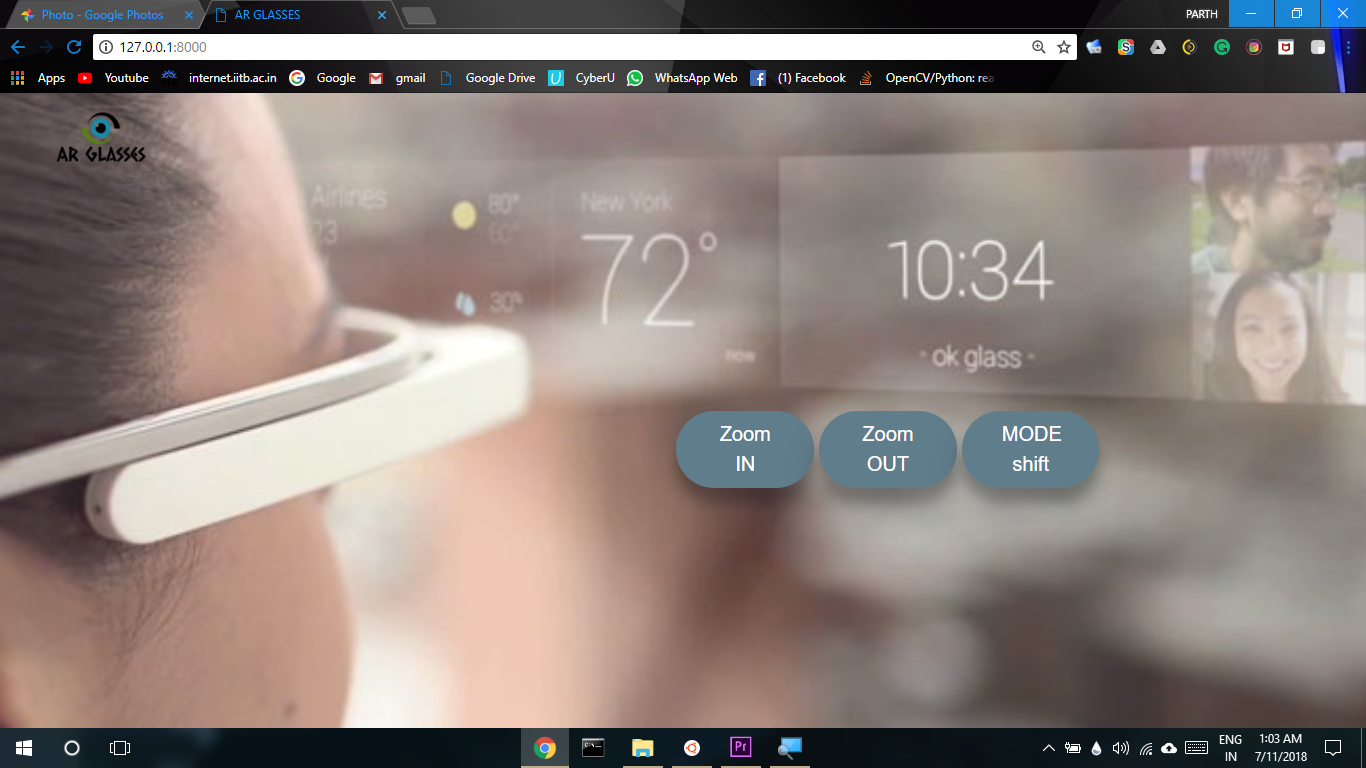 Photo - Google Photos
AR GLASSES
PARTH
127.0.0.1:8000
Apps
Youtube
internet.iitb.ac.in
Google
gmail
Google Drive
CyberU
WhatsApp Web
(1) Facebook
OpenCV/Python: rea
AR GLASSES
Airlines
23
80°
60°
30%
New York
72°
now
10:34
- ok glass -
Zoom
IN
Zoom
OUT
MODE
shift
Pr
ENG
IN
1:03 AM
7/11/2018